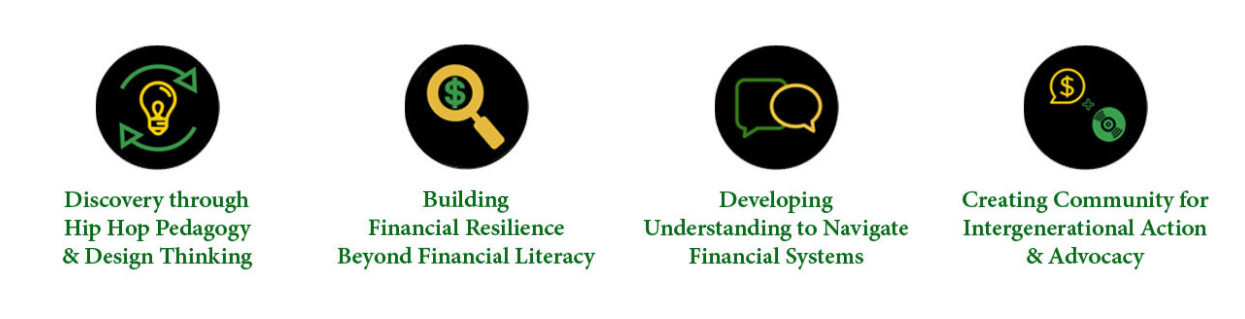 Discovery through
Hip Hop Pedagogy
& Design Thinking
Building
Financial Resilience
Beyond Financial Literacy
Developing
Understanding to Navigate
Financial Systems
Creating Community for
Intergenerational Action
& Advocacy